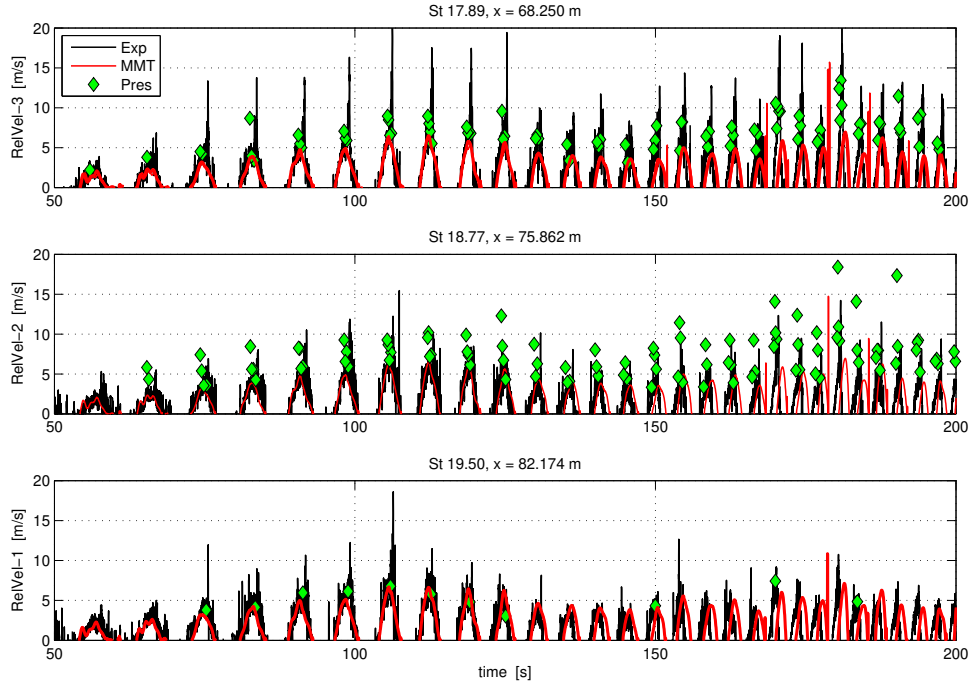 St 17.89, x = 68.250 m
20
15
10
5
0
RelVel−3 [m/s]
Exp
MMT
Pres
50 100 150 200
St 18.77, x = 75.862 m
20
15
10
5
0
RelVel−2 [m/s]
50 100 150 200
St 19.50, x = 82.174 m
20
15
10
5
0
RelVel−1 [m/s]
50 100 150 200
time [s]